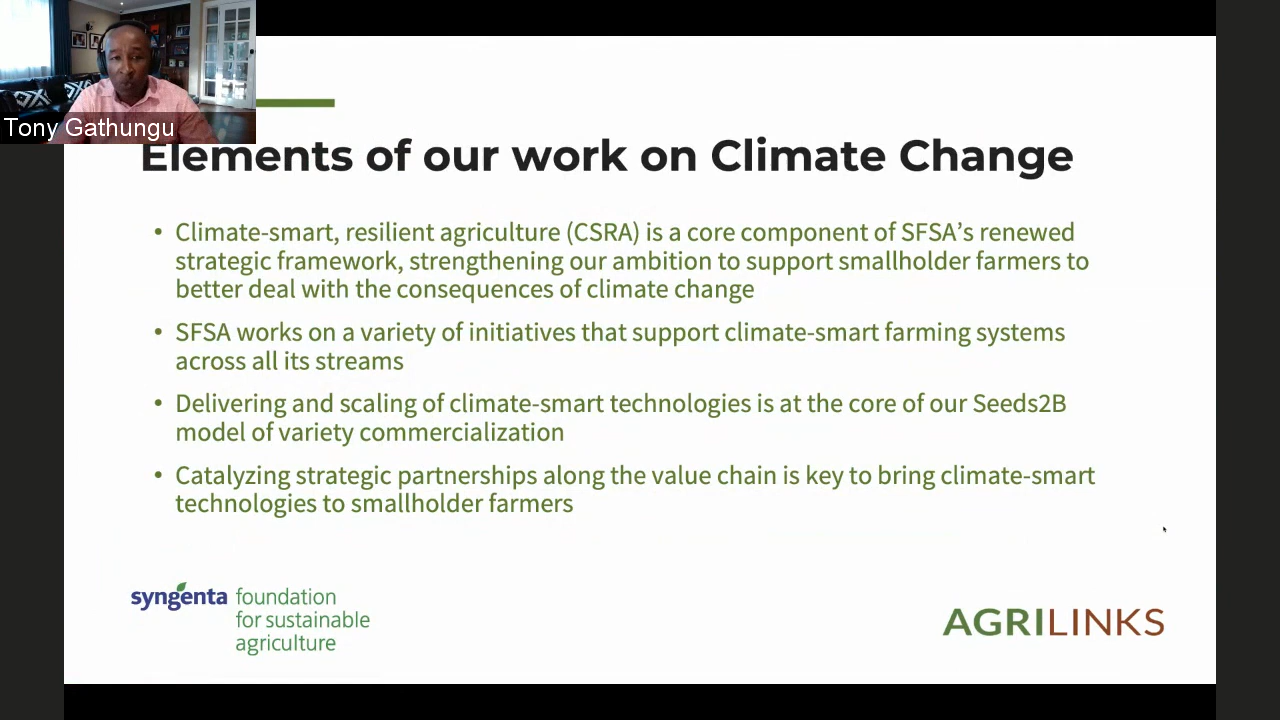 Tony Gathungu
Elements of our work on Climate Change
• Climate-smart, resilient agriculture (CSRA) is a core component of SFSA’s renewed
strategic framework, strengthening our ambition to support smallholder farmers to
better deal with the consequences of climate change
• SFSA works on a variety of initiatives that support climate-smart farming systems
across all its streams
• Delivering and scaling of climate-smart technologies is at the core of our Seeds2B
model of variety commercialization
• Catalyzing strategic partnerships along the value chain is key to bring climate-smart
technologies to smallholder farmers
syngenta foundation
for sustainable
agriculture
AGRILINKS